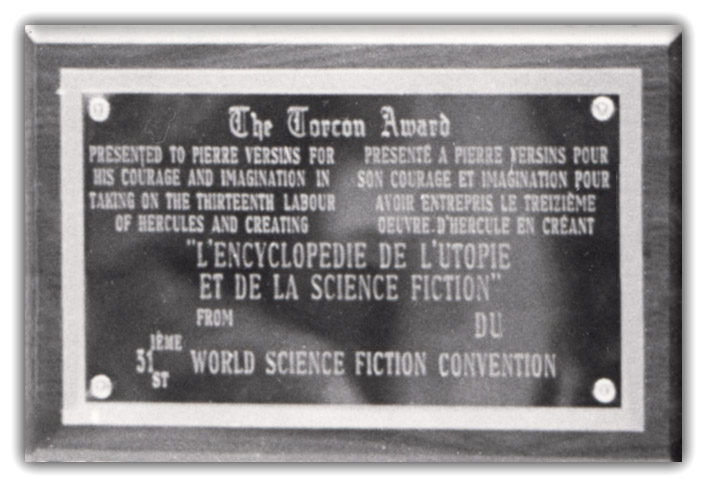 The Torcon Award
PRESENTED TO PIERRE VERSINS FOR
HIS COURAGE AND IMAGINATION IN
TAKING ON THE THIRTEENTH LABOUR
OF HERCULES AND CREATING
PRESENTÉ A PIERRE VERSINS POUR
SON COURAGE ET IMAGINATION POUR
AVOIR ENTREPRIS LE TREIZIÈME
OEUVRE D'HERCULE EN CRÉANT
"L'ENCYCLOPEDIE DE L'UTOPIE
ET DE LA SCIENCE FICTION"
FROM DU
31 IÈME ST WORLD SCIENCE FICTION CONVENTION